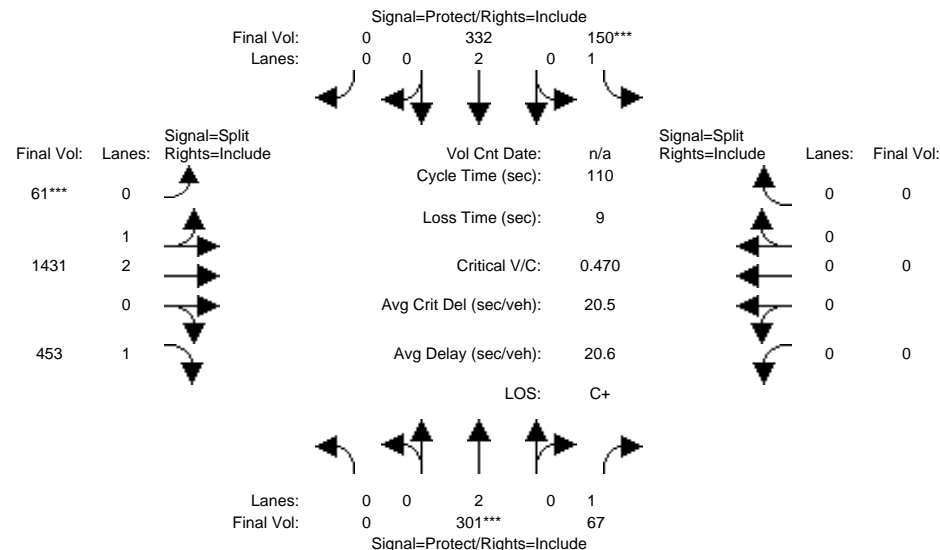 Signal=Protect/Rights=Include
Final Vol: 0 332 150***
Lanes: 0 0 2 0 1
Signal=Split Signal=Split
Final Vol: Lanes: Rights=Include Vol Cnt Date: n/a Rights=Include Lanes: Final Vol:
Cycle Time (sec): 110
61*** 0 0 0
Loss Time (sec): 9
1 0
1431 2 Critical V/C: 0.470 0 0
0 Avg Crit Del (sec/veh): 20.5 0
453 1 Avg Delay (sec/veh): 20.6 0 0
LOS: C+
Lanes: 0 0 2 0 1
Final Vol: 0 301*** 67
Signal=Protect/Rights=Include